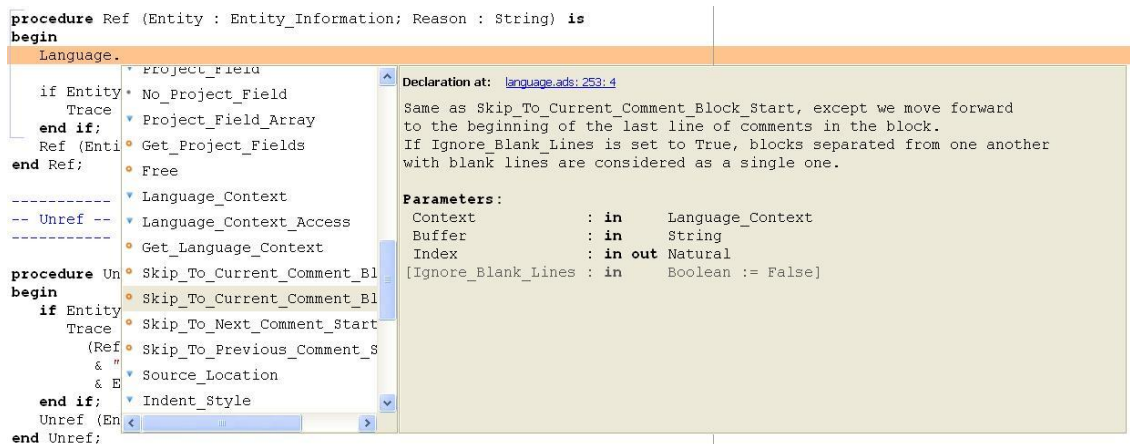 procedure Ref (Entity : Entity_Information; Reason : String) is
begin
Language.
if Entity
Trace
end if;
Ref (Enti
end Ref;
-----------
-- Unref --
-----------
procedure Un
begin
if Entity
Trace
(Ref
& "
& E
end if;
Unref (En
end Unref;
Project_Field
No_Project_Field
Project_Field_Array
Get_Project_Fields
Free
Language_Context
Language_Context_Access
Get_Language_Context
Skip_To_Current_Comment_Bl
Skip_To_Current_Comment_Bl
Skip_To_Next_Comment_Start
Skip_To_Previous_Comment_S
Source_Location
Indent_Style
Declaration at: language.ads: 253: 4
Same as Skip_To_Current_Comment_Block_Start, except we move forward
to the beginning of the last line of comments in the block.
If Ignore_Blank_Lines is set to True, blocks separated from one another
with blank lines are considered as a single one.
Parameters:
Context : in Language_Context
Buffer : in String
Index : in out Natural
[Ignore_Blank_Lines : in Boolean := False]